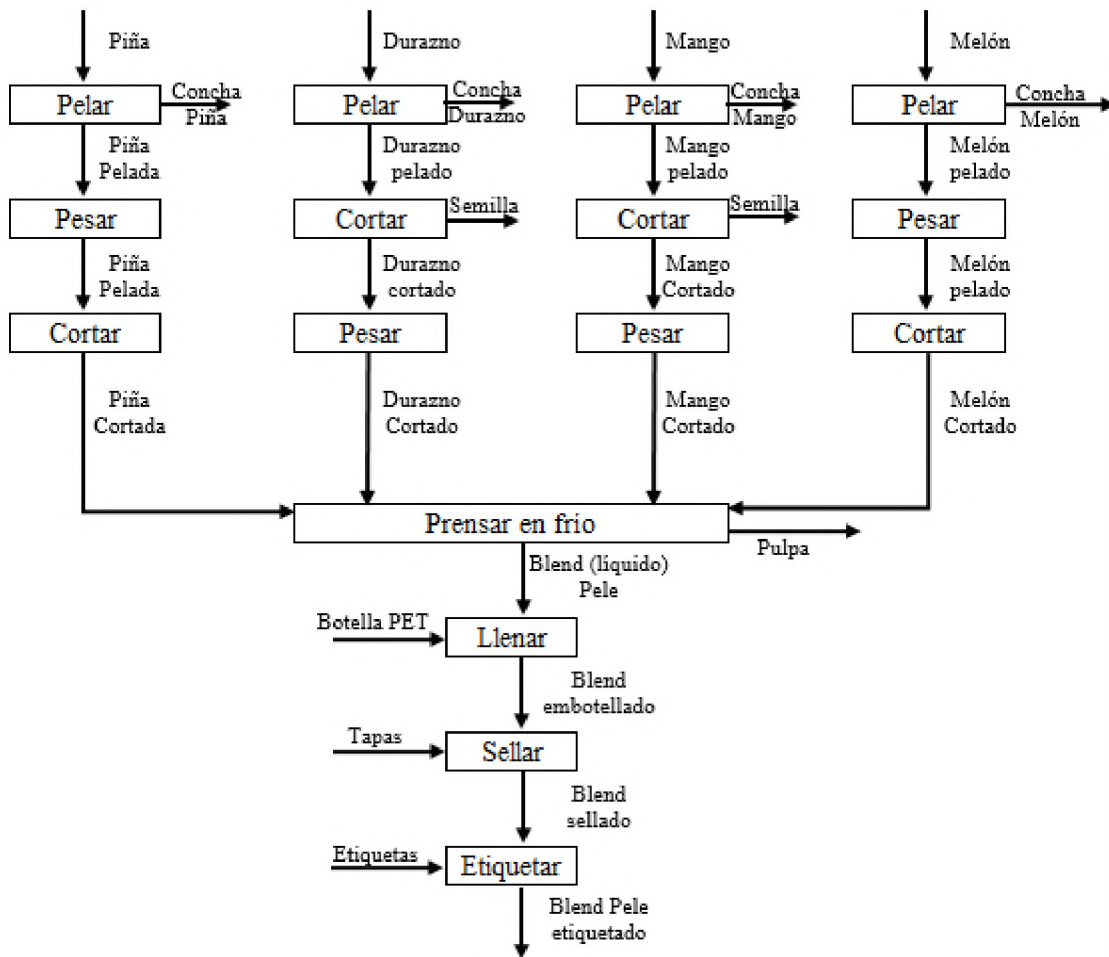 Piña
Durazno
Mango
Melón
Pelar
Concha
Piña
Pelar
Concha
Durazno
Pelar
Concha
Mango
Pelar
Concha
Melón
Piña
Pelada
Durazno
pelado
Mango
pelado
Melón
pelado
Pesar
Cortar
Semilla
Cortar
Semilla
Pesar
Piña
Pelada
Durazno
cortado
Mango
Cortado
Melón
pelado
Cortar
Pesar
Pesar
Cortar
Piña
Cortada
Durazno
Cortado
Mango
Cortado
Melón
Cortado
Prensar en frio
Pulpa
Blend (líquido)
Pele
Botella PET
Llenar
Blend
embotellado
Tapas
Sellar
Blend
sellado
Etiquetas
Etiquetar
Blend Pele
etiquetado